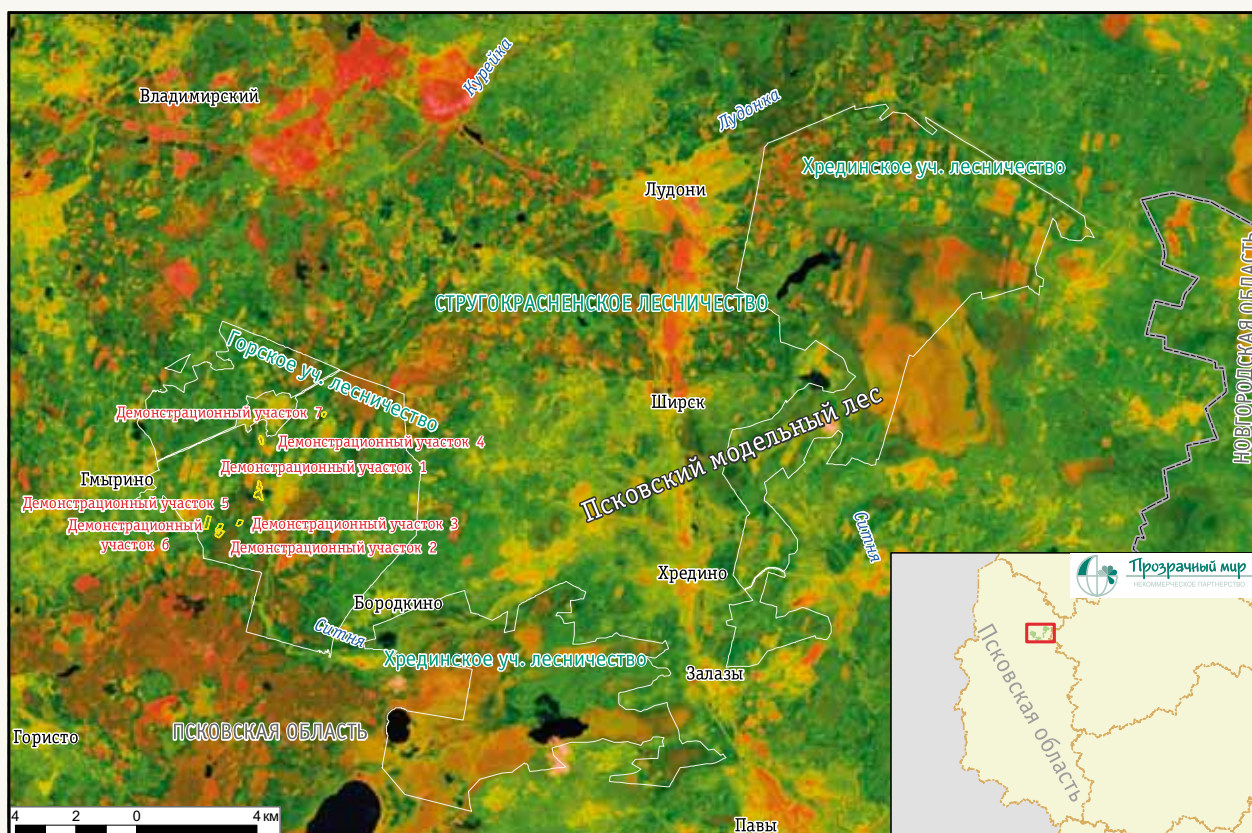 Курейка
Владимирский
Лудонка
Хрединское уч. лесничество
Лудони
НОВГОРОДСКАЯ ОБЛАСТЬ
СТРУГОКРАСНЕНСКОЕ ЛЕСНИЧЕСТВО
Горское уч. лесничество
Ширск
Псковский модельный лес
Демонстрационный участок 7
Демонстрационный участок 4
Демонстрационный участок 1
Гмырино
Демонстрационный участок 5
Демонстрационный
участок 6
Демонстрационный участок 3
Демонстрационный участок 2
Ситня
Хредино
Бородкино
Ситня
Хрединское уч. лесничество
Залазы
ПСКОВСКАЯ ОБЛАСТЬ
Гористо
Павы
4 2 0 4 км
Прозрачный мир
НЕКОММЕРЧЕСКОЕ ПАРТНЕРСТВО
Псковская область